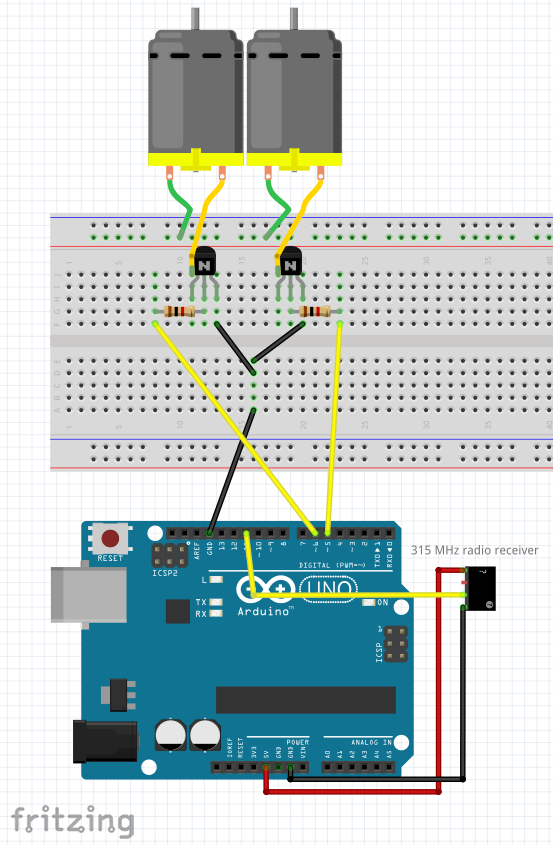 N
N
1 5 10 15 20 25 30 35 40
J
I
H
G
F
E
D
C
B
A
1 5 10 15 20 25 30 35 40
RESET
ICSP2
AREF
GND
13
12
~10
~9
8
7
~6
~5
4
~3
2
TXD▶1
RXD◀0
DIGITAL (PWM=~)
L
TX
RX
Arduino™
UNO
ON
ICSP
315 MHz radio receiver
POWER
ANALOG IN
IOREF
RESET
3V3
5V
GND
GND
VIN
A0
A1
A2
A3
A4
A5
fritzing